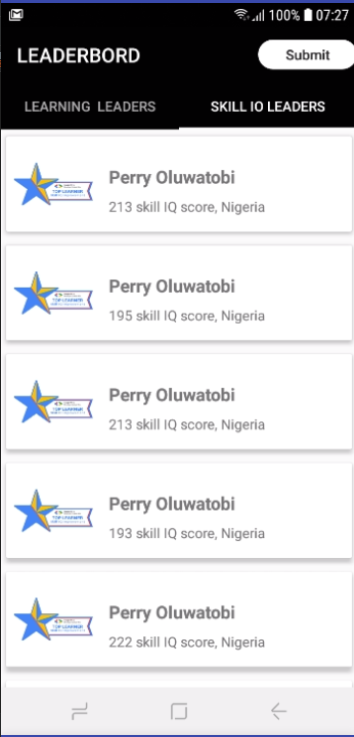 100% 07:27
LEADERBORD
Submit
LEARNING LEADERS
SKILL IO LEADERS
Perry Oluwatobi
213 skill IQ score, Nigeria
TOP LEARNER
Perry Oluwatobi
195 skill IQ score, Nigeria
TOP LEARNER
Perry Oluwatobi
213 skill IQ score, Nigeria
TOP LEARNER
Perry Oluwatobi
193 skill IQ score, Nigeria
TOP LEARNER
Perry Oluwatobi
222 skill IQ score, Nigeria
TOP LEARNER